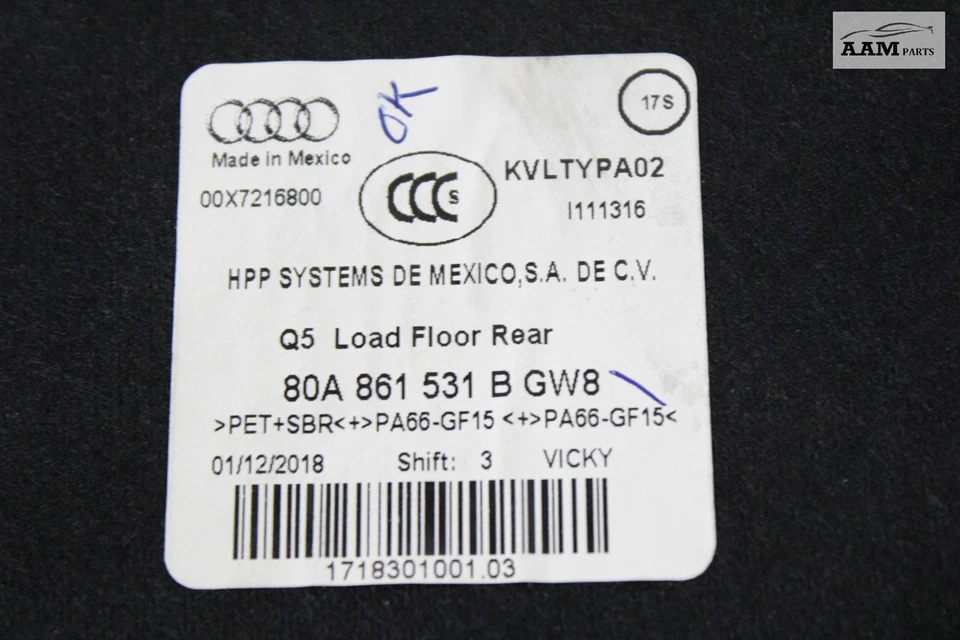 AAM PARTS
OK
17S
Made in Mexico
KVLTYPA02
00X7216800
CCC S
I111316
HPP SYSTEMS DE MEXICO,S.A. DE C.V.
Q5 Load Floor Rear
80A 861 531 B GW8
>PET+SBR<+>PA66-GF15 <+>PA66-GF15<
01/12/2018 Shift: 3 VICKY
1718301001.03